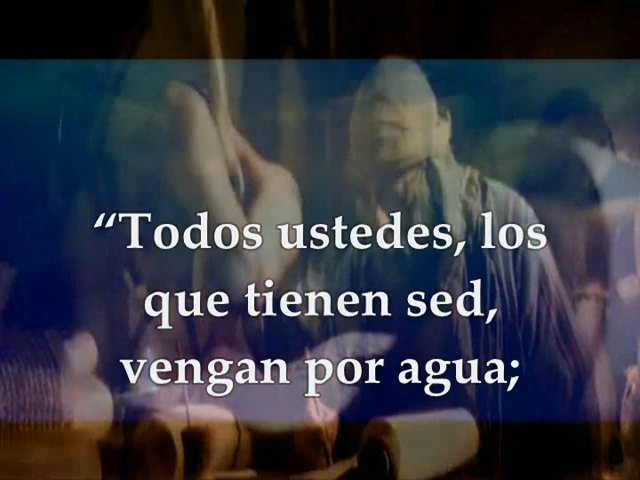 “Todos ustedes, los
que tienen sed,
vengan por agua;